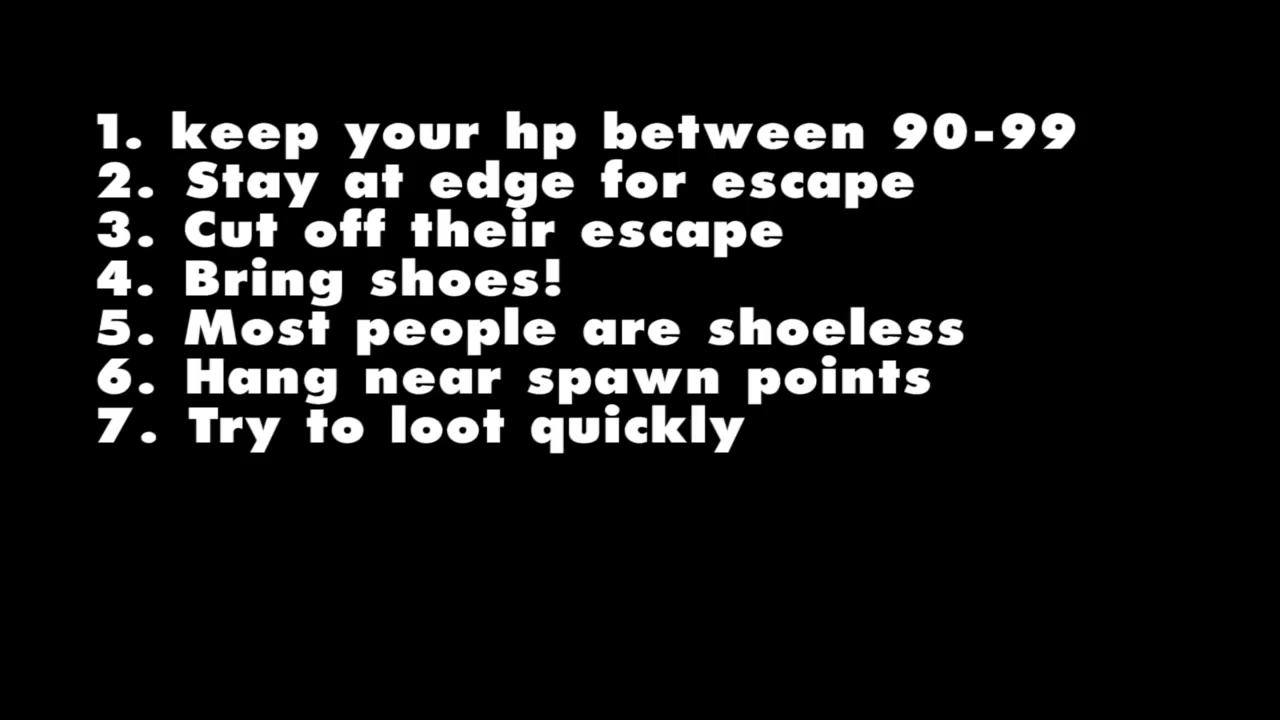 1. keep your hp between 90-99
2. Stay at edge for escape
3. Cut off their escape
4. Bring shoes!
5. Most people are shoeless
6. Hang near spawn points
7. Try to loot quickly